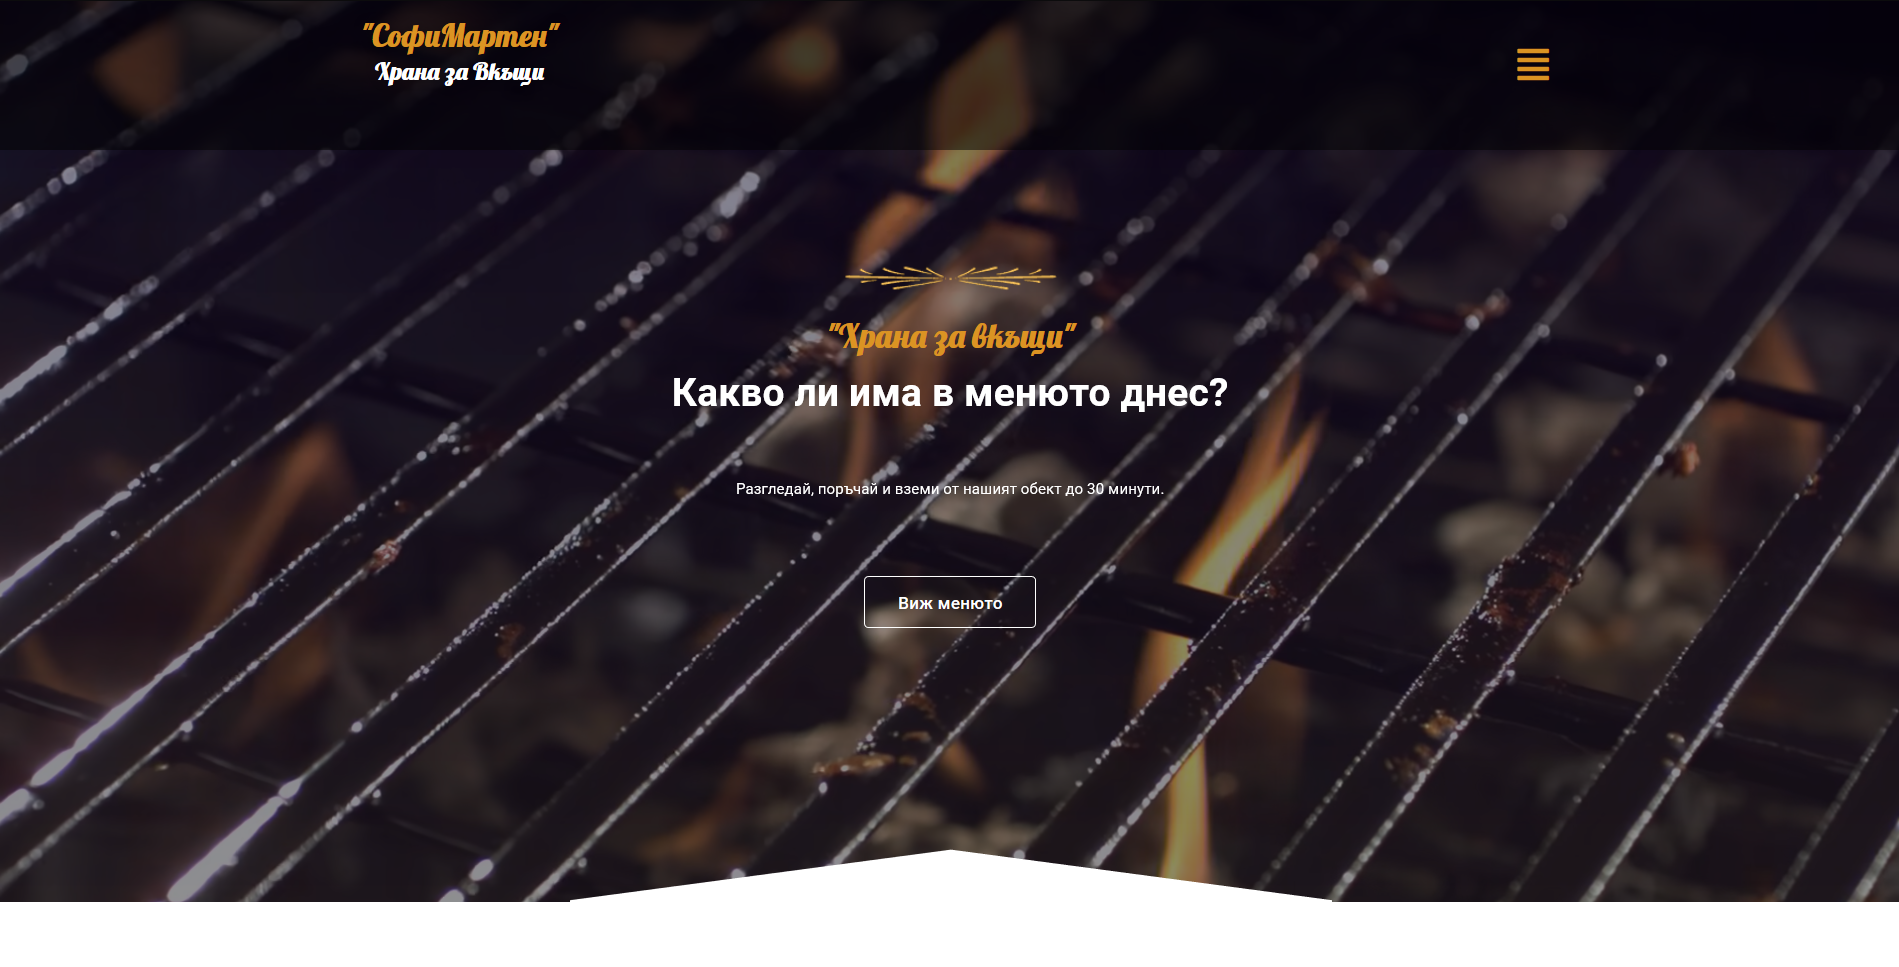 "СофиМартен"
Храна за Вкъщи
"Храна за вкъщи"
Какво ли има в менюто днес?
Разгледай, поръчай и вземи от нашият обект до 30 минути.
Виж менюто